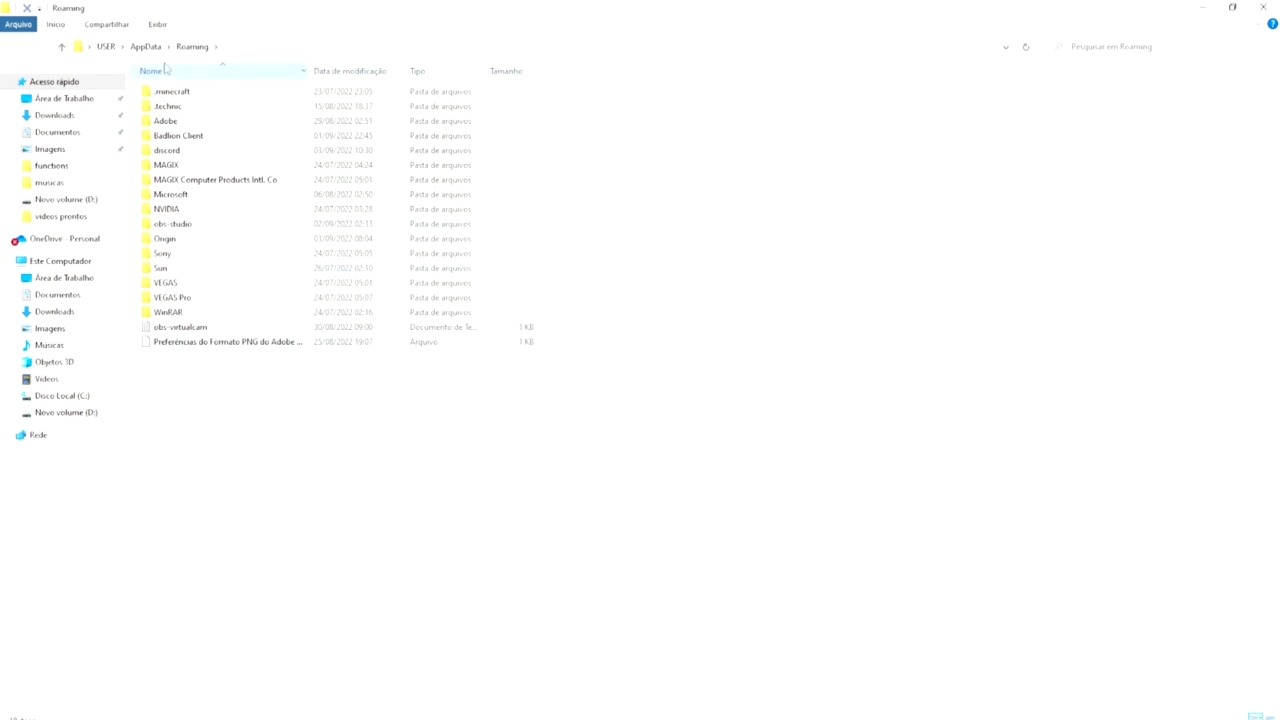 Roaming
Arquivo Início Compartilhar Exibir
USER AppData Roaming Pesquisar em Roaming
Nome Data de modificação Tipo Tamanho
Acesso rápido
Área de Trabalho
Downloads
Documentos
Imagens
functions
musicas
Novo volume (D:)
videos prontos
OneDrive - Personal
Este Computador
Área de Trabalho
Documentos
Downloads
Imagens
Músicas
Objetos 3D
Vídeos
Disco Local (C:)
Novo volume (D:)
Rede
.minecraft 23/07/2022 23:05 Pasta de arquivos
.technic 15/08/2022 18:37 Pasta de arquivos
Adobe 29/08/2022 02:51 Pasta de arquivos
Badlion Client 01/09/2022 22:45 Pasta de arquivos
discord 03/09/2022 10:30 Pasta de arquivos
MAGIX 24/07/2022 04:24 Pasta de arquivos
MAGIX Computer Products Intl. Co 24/07/2022 05:01 Pasta de arquivos
Microsoft 06/08/2022 02:50 Pasta de arquivos
NVIDIA 24/07/2022 03:28 Pasta de arquivos
obs-studio 02/09/2022 02:11 Pasta de arquivos
Origin 03/09/2022 08:04 Pasta de arquivos
Sony 24/07/2022 05:05 Pasta de arquivos
Sun 26/07/2022 02:10 Pasta de arquivos
VEGAS 24/07/2022 05:01 Pasta de arquivos
VEGAS Pro 24/07/2022 05:07 Pasta de arquivos
WinRAR 24/07/2022 02:16 Pasta de arquivos
obs-virtualcam 30/08/2022 09:00 Documento de Te... 1 KB
Preferências do Formato PNG do Adobe ... 25/08/2022 19:07 Arquivo 1 KB